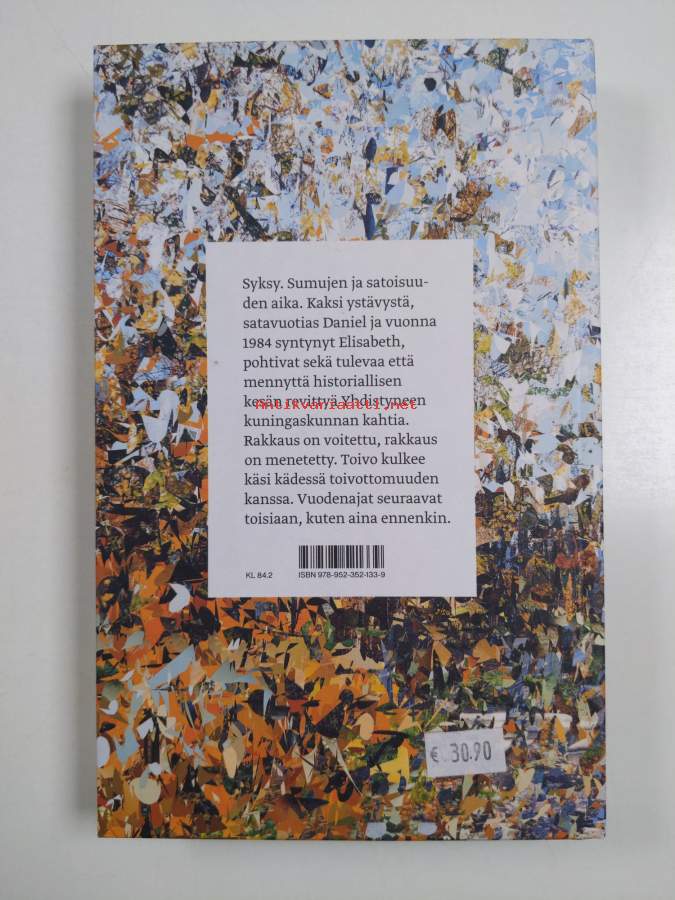 Syksy. Sumujen ja satoisuu-
den aika. Kaksi ystävystä,
satavuotias Daniel ja vuonna
1984 syntynyt Elisabeth,
pohtivat sekä tulevaa että
mennyttä historiallisen
kesän revittyä Yhdistyneen
Antikvariaatti.net
kuningaskunnan kahtia.
Rakkaus on voitettu, rakkaus
on menetetty. Toivo kulkee
käsi kädessä toivottomuuden
kanssa. Vuodenajat seuraavat
toisiaan, kuten aina ennenkin.
KL 84.2
ISBN 978-952-352-133-9
€ 30.90